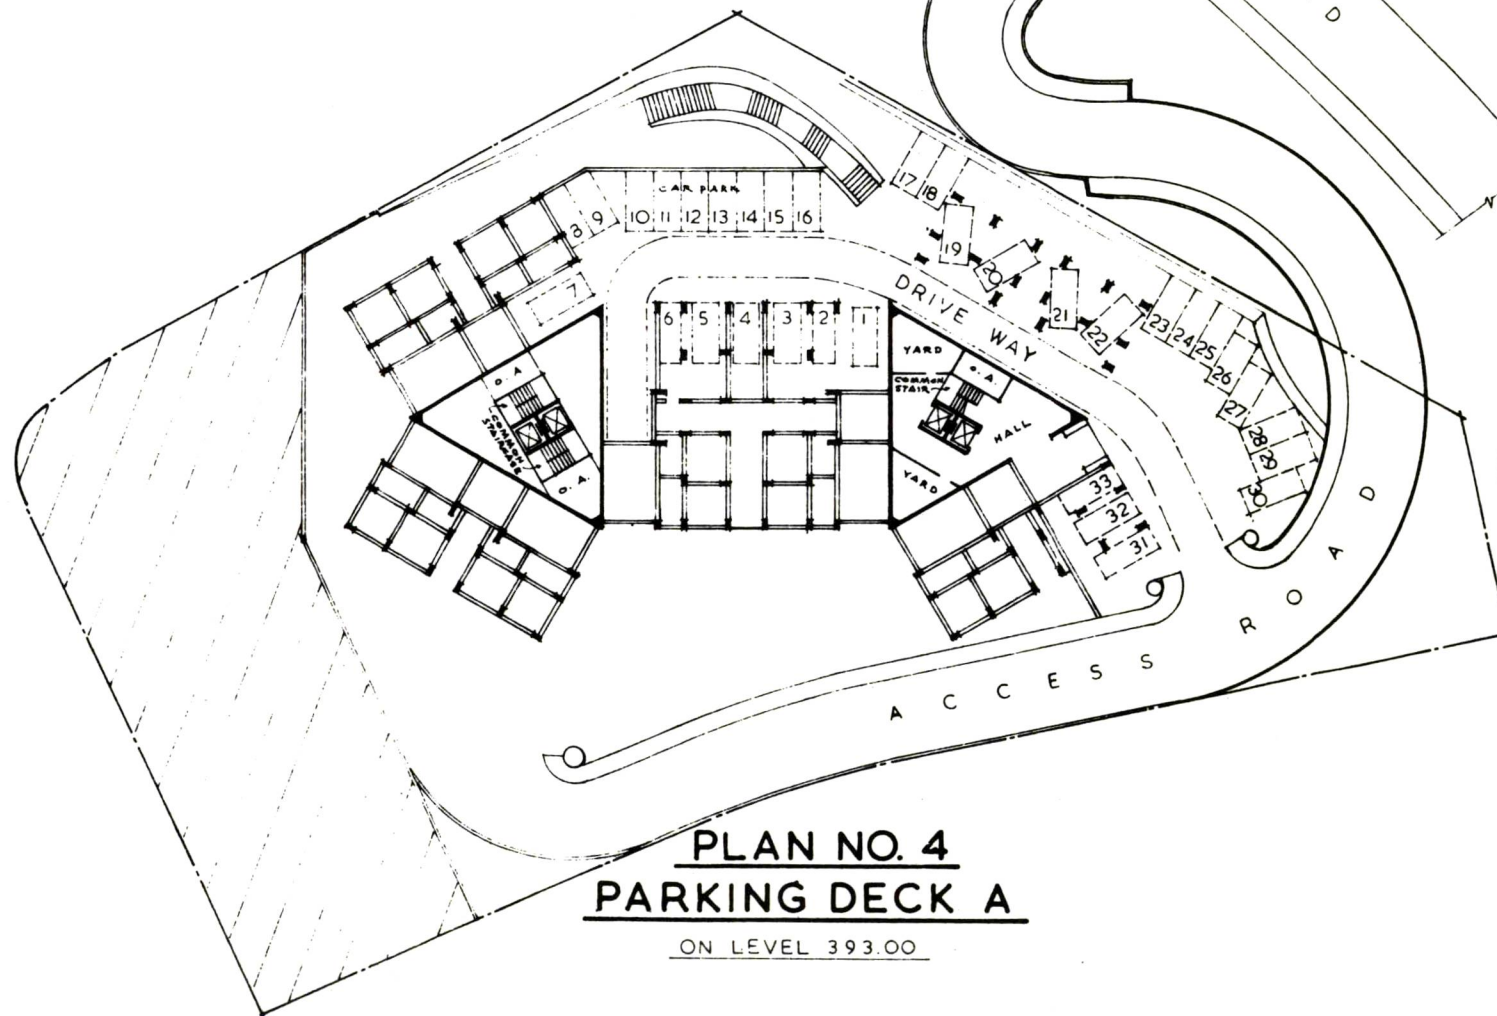 D
N
17 18
CAR PARK
8 9 10 11 12 13 14 15 16
19
20
7
21
22
23 24 25
26
27
28
29
30
DRIVE WAY
6 5 4 3 2 1
YARD
O.A.
COMMON
STAIR
HALL
YARD
O.A
COMMON
STAIRCASE
O.A.
33
32
31
ACCESS ROAD
PLAN NO. 4
PARKING DECK A
ON LEVEL 393.00